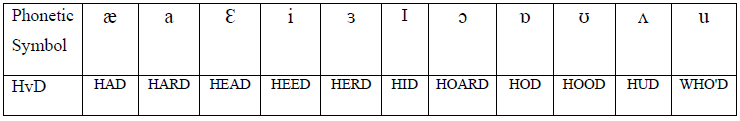 Phonetic Symbol æ a Ɛ i ɜ I ɔ ɒ ʊ ʌ u
HvD HAD HARD HEAD HEED HERD HID HOARD HOD HOOD HUD WHO'D